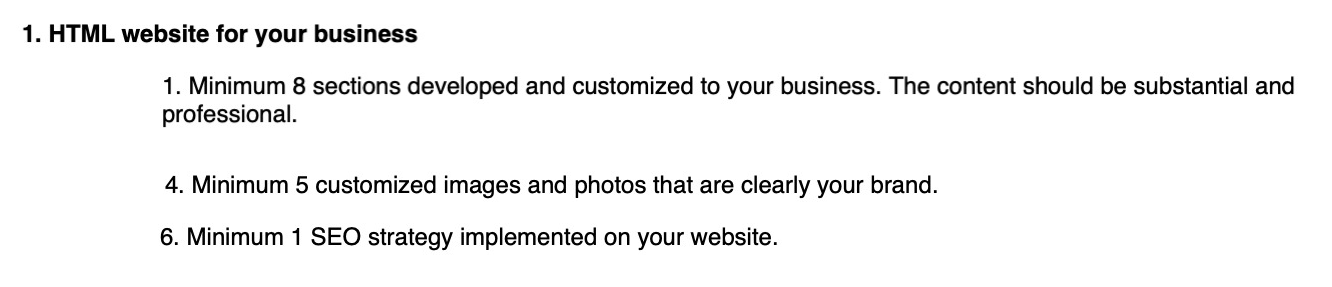 1. HTML website for your business
1. Minimum 8 sections developed and customized to your business. The content should be substantial and
professional.
4. Minimum 5 customized images and photos that are clearly your brand.
6. Minimum 1 SEO strategy implemented on your website.